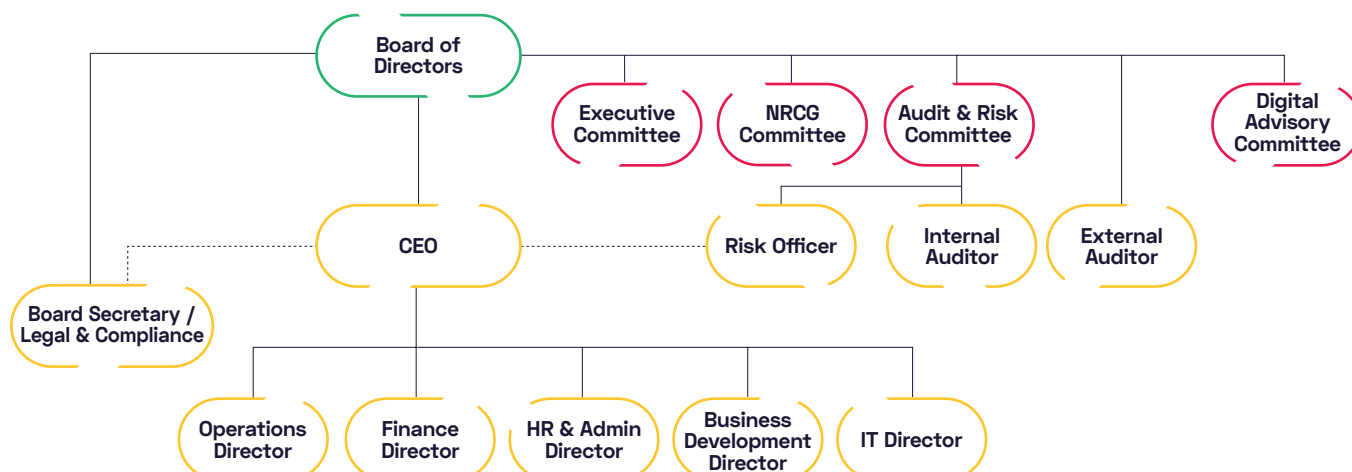 Board of
Directors
Executive
Committee
NRCG
Committee
Audit & Risk
Committee
Digital
Advisory
Committee
CEO
Risk Officer
Internal
Auditor
External
Auditor
Board Secretary /
Legal & Compliance
Operations
Director
Finance
Director
HR & Admin
Director
Business
Development
Director
IT Director